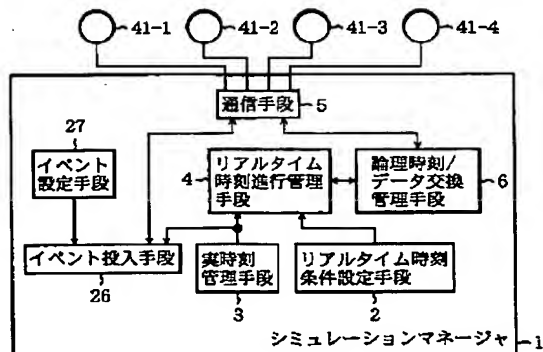 41-1
41-2
41-3
41-4
通信手段
5
27
イベント
設定手段
4
リアルタイム
時刻進行管理
手段
論理時刻/
データ交換
管理手段
6
イベント投入手段
26
実時刻
管理手段
3
リアルタイム時刻
条件設定手段
2
シミュレーションマネージャ
1